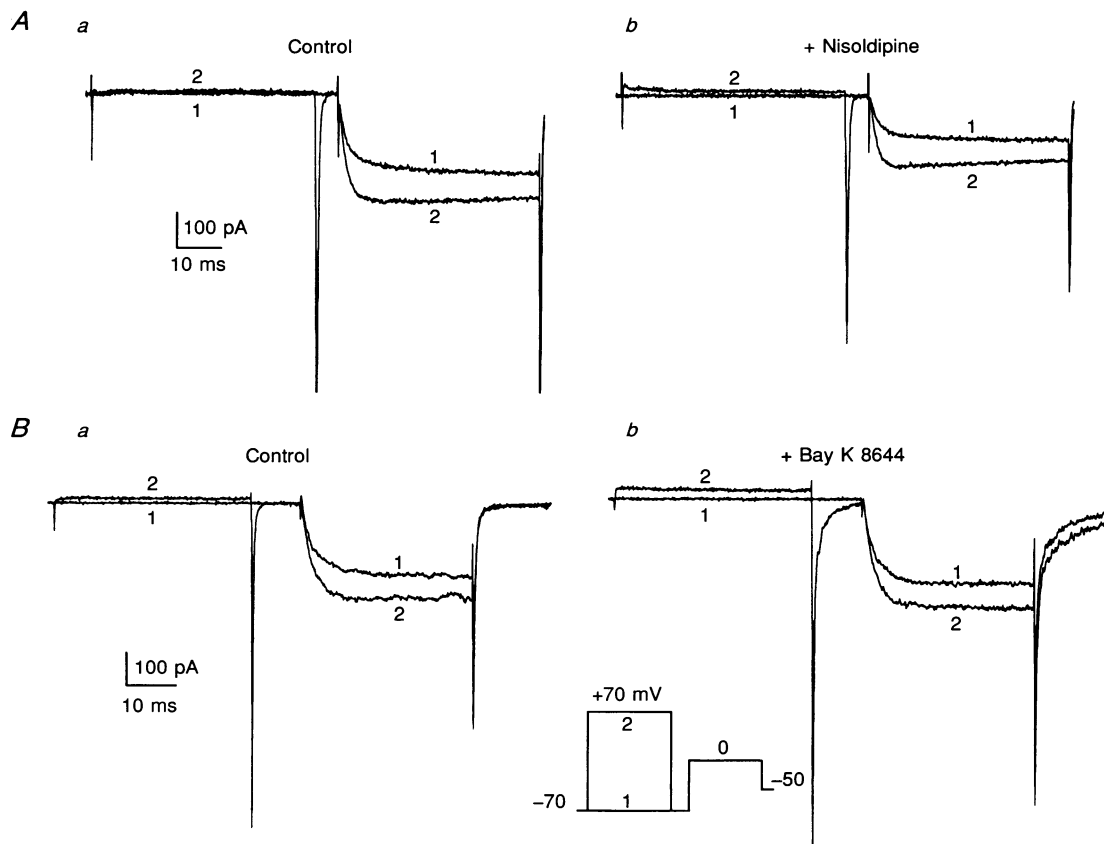 A
a
Control
2
1
1
2
100 pA
10 ms
b
+ Nisoldipine
2
1
1
2
B
a
Control
2
1
1
2
100 pA
10 ms
b
+ Bay K 8644
2
1
1
2
+70 mV
2
0
−50
−70
1